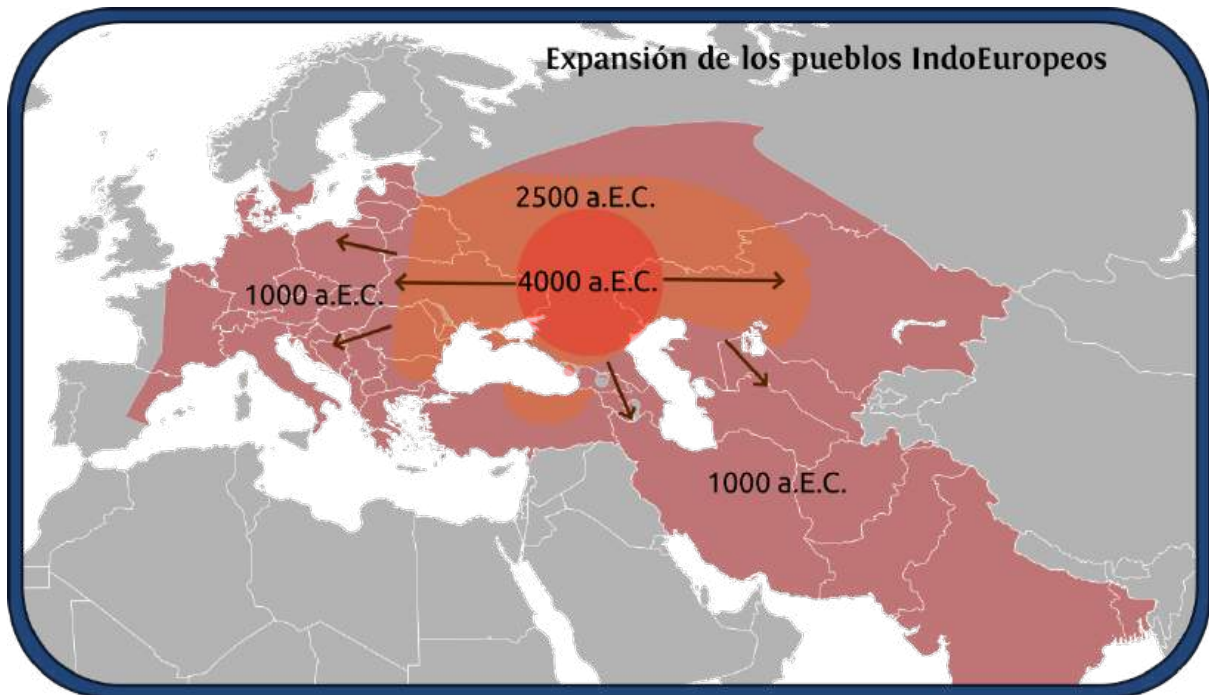 Expansión de los pueblos IndoEuropeos
2500 a.E.C.
4000 a.E.C.
1000 a.E.C.
1000 a.E.C.